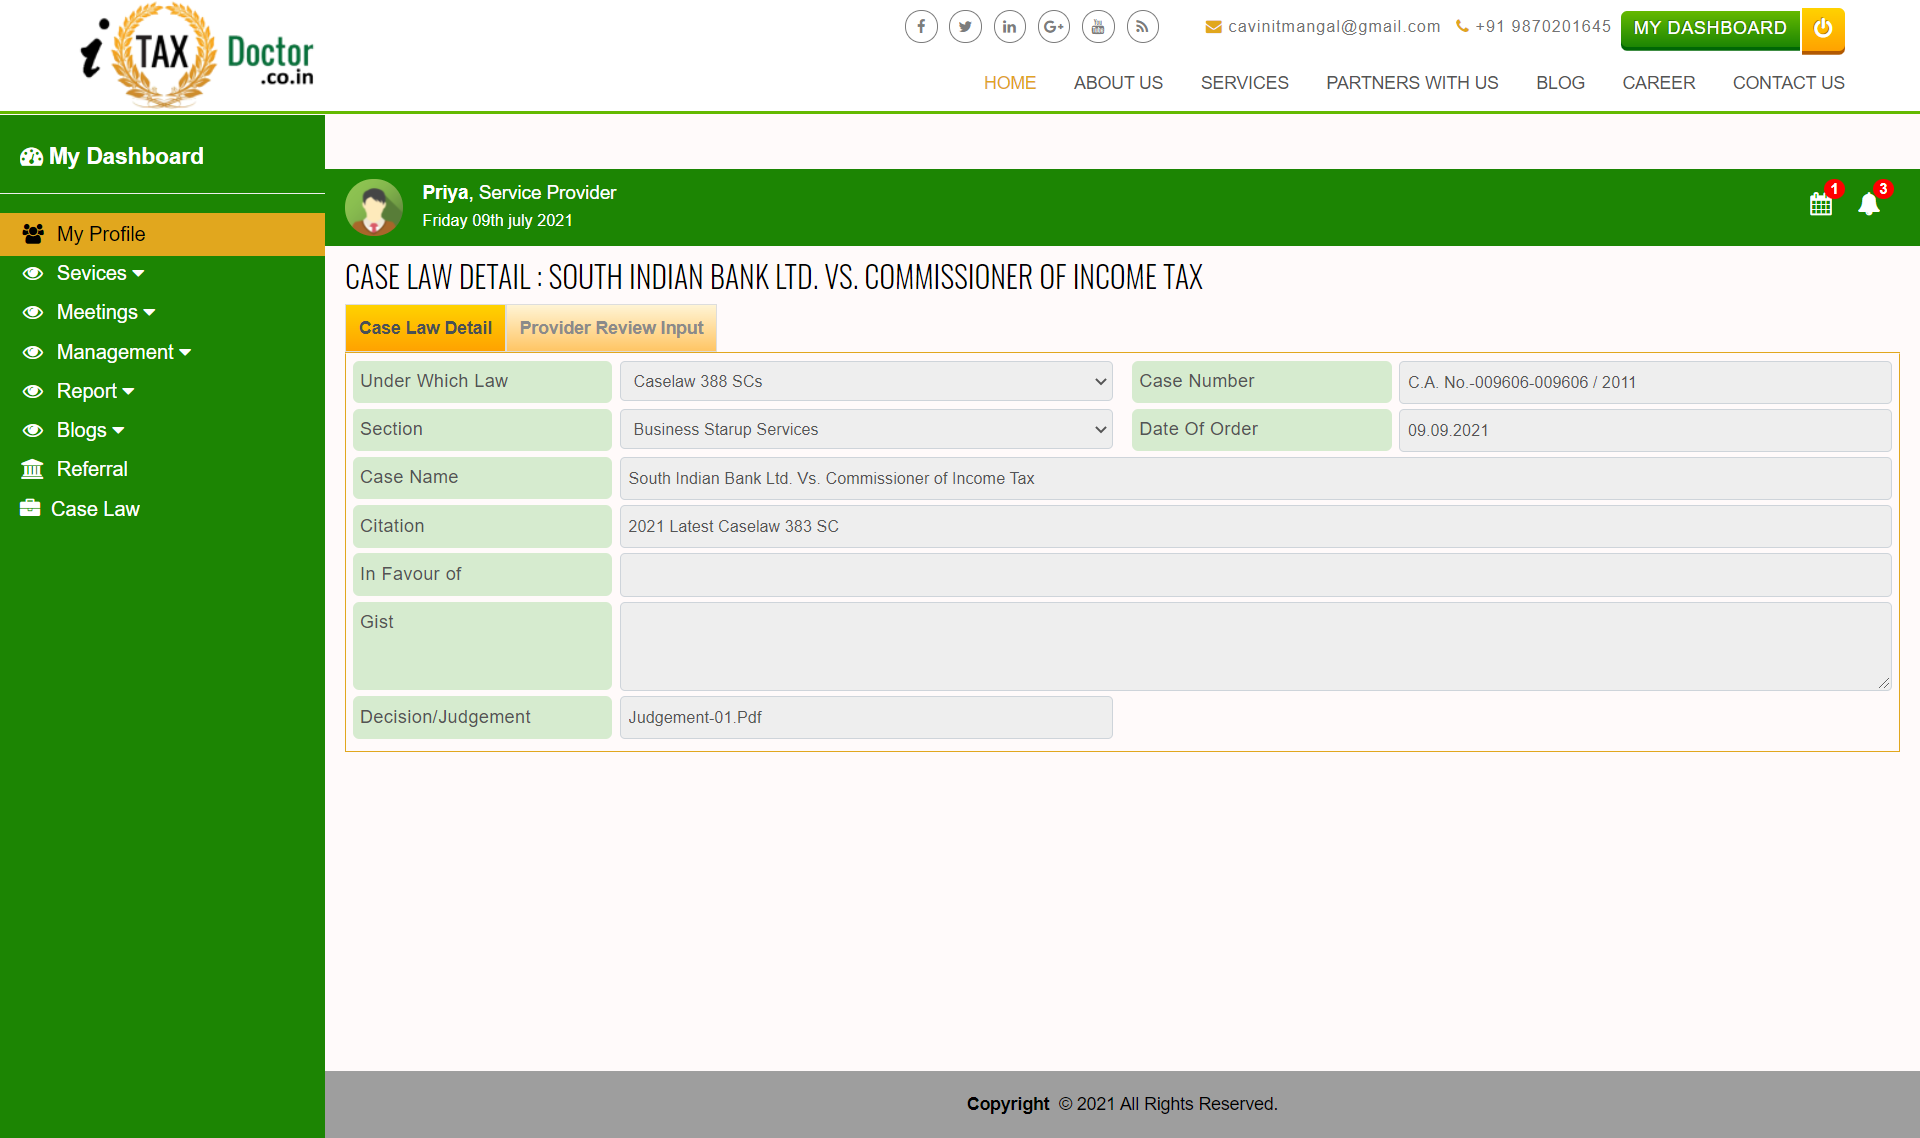 i TAX Doctor
.co.in
cavinitmangal@gmail.com +91 9870201645 MY DASHBOARD
HOME ABOUT US SERVICES PARTNERS WITH US BLOG CAREER CONTACT US
My Dashboard
My Profile
Sevices
Meetings
Management
Report
Blogs
Referral
Case Law
Priya, Service Provider
Friday 09th july 2021
1
3
CASE LAW DETAIL : SOUTH INDIAN BANK LTD. VS. COMMISSIONER OF INCOME TAX
Case Law Detail Provider Review Input
Under Which Law Caselaw 388 SCs Case Number C.A. No.-009606-009606 / 2011
Section Business Starup Services Date Of Order 09.09.2021
Case Name South Indian Bank Ltd. Vs. Commissioner of Income Tax
Citation 2021 Latest Caselaw 383 SC
In Favour of
Gist
Decision/Judgement Judgement-01.Pdf
Copyright © 2021 All Rights Reserved.